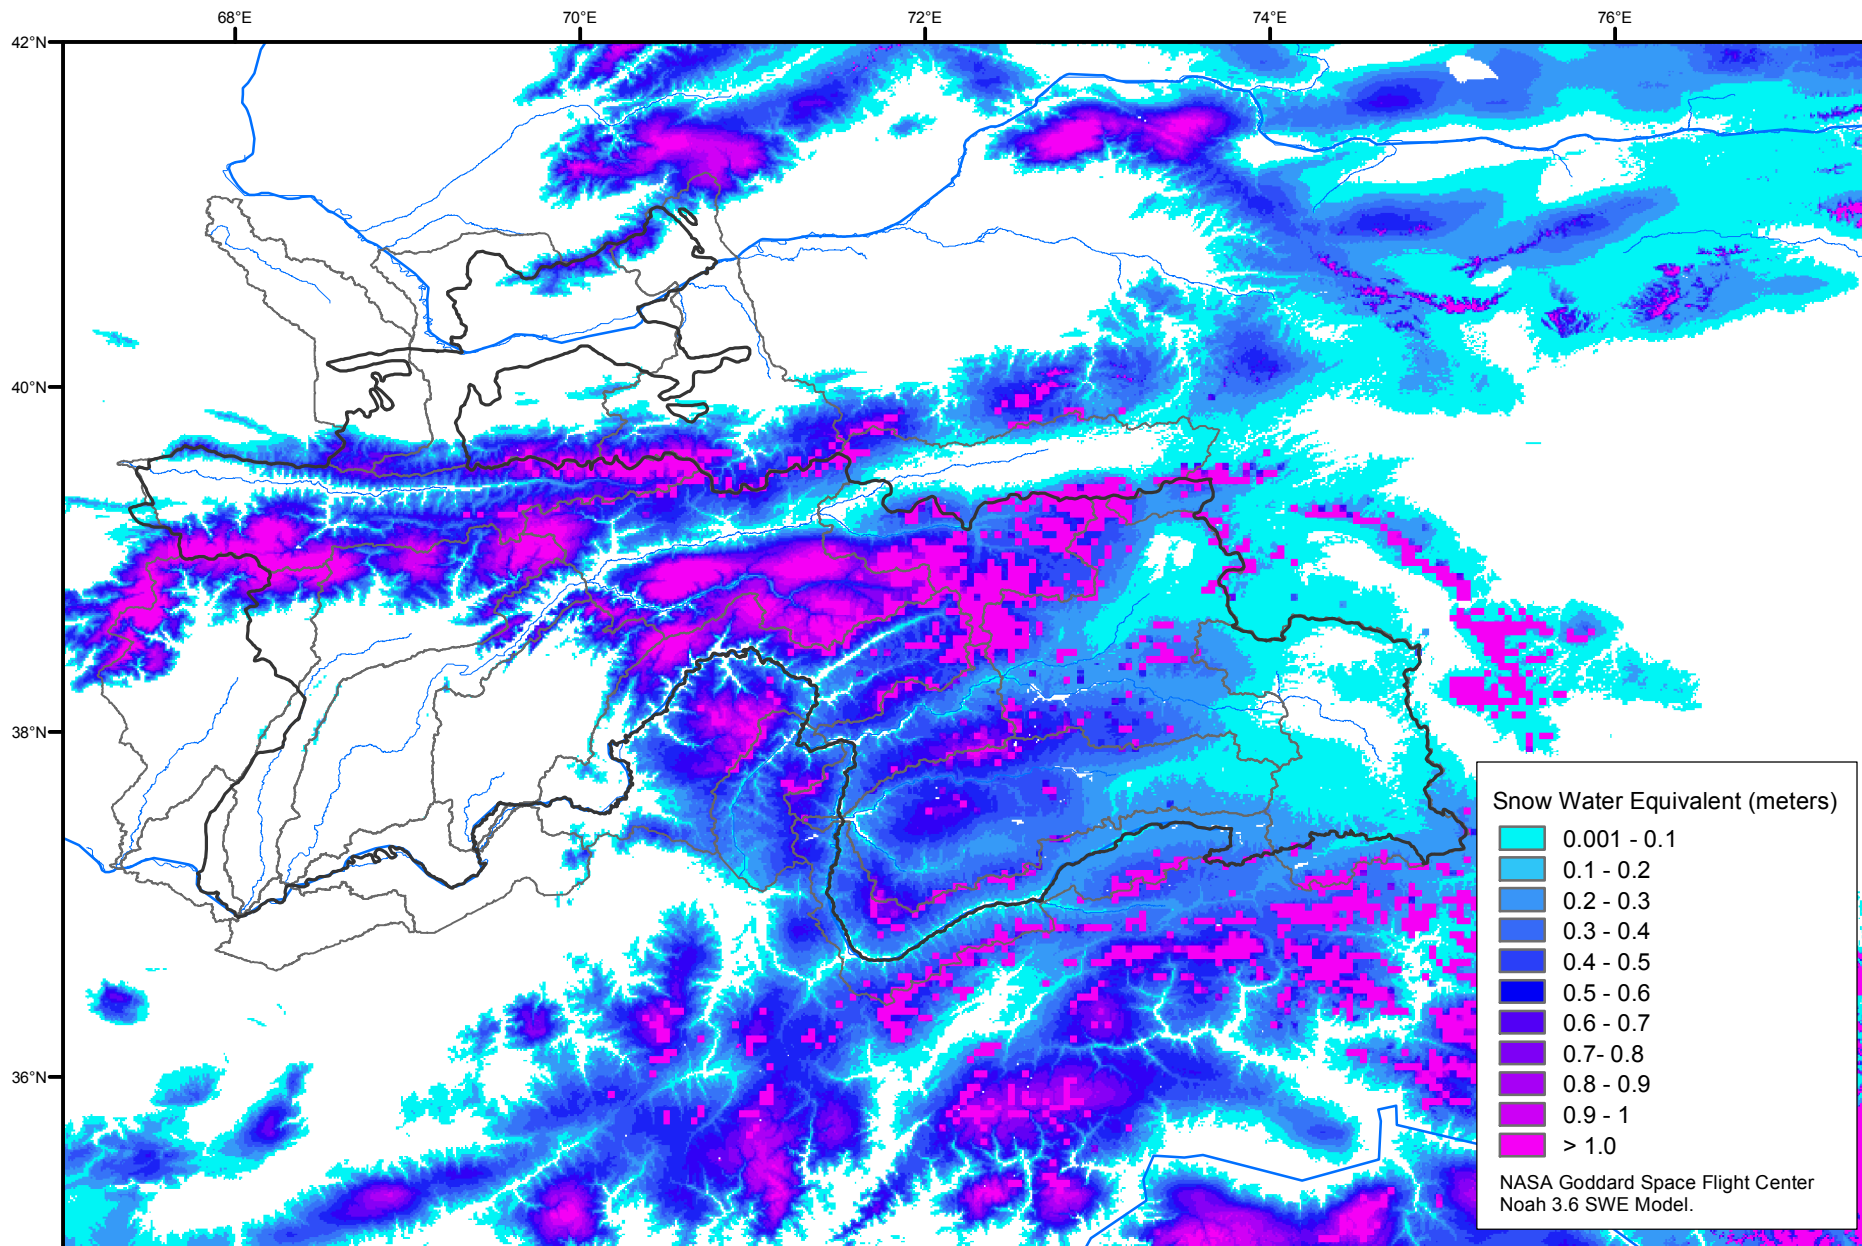 68°E
70°E
72°E
74°E
76°E
42°N
40°N
38°N
36°N
Snow Water Equivalent (meters)
0.001 - 0.1
0.1 - 0.2
0.2 - 0.3
0.3 - 0.4
0.4 - 0.5
0.5 - 0.6
0.6 - 0.7
0.7- 0.8
0.8 - 0.9
0.9 - 1
> 1.0
NASA Goddard Space Flight Center
Noah 3.6 SWE Model.